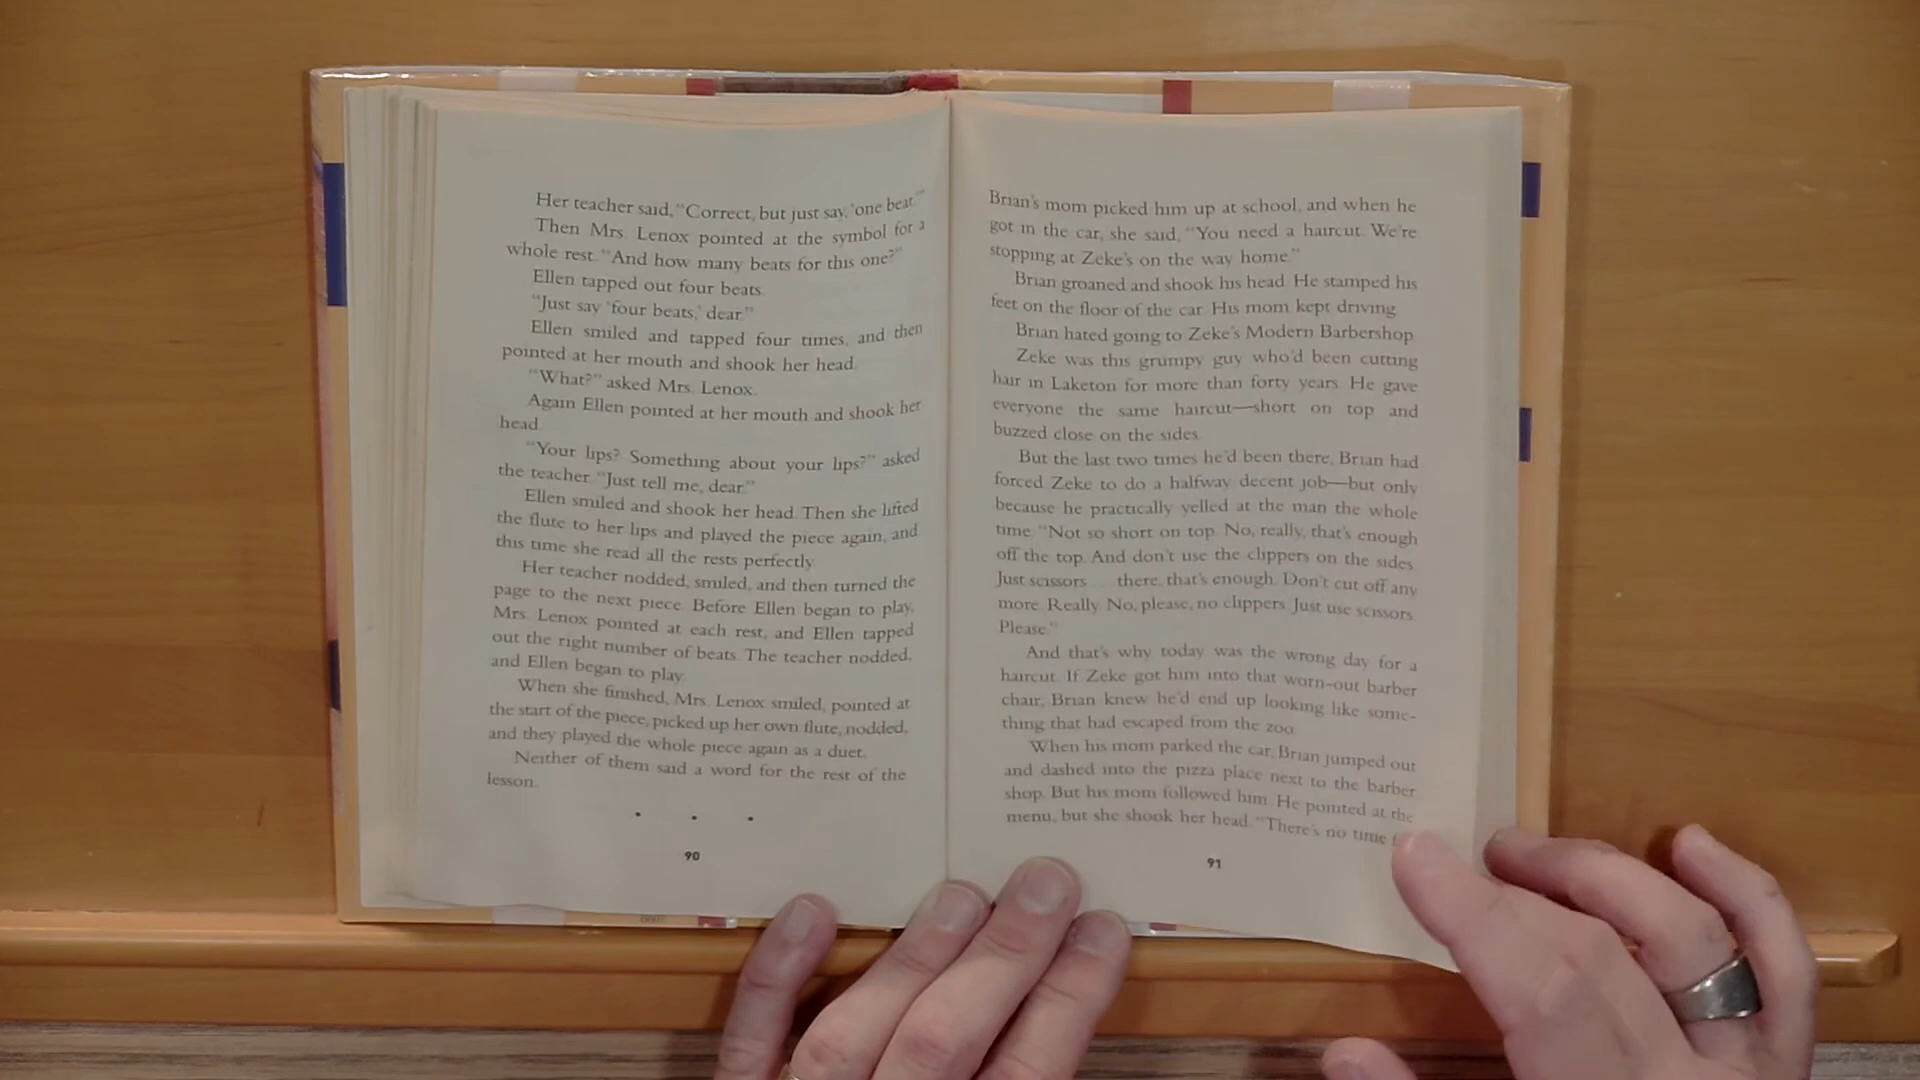 Her teacher said, “Correct, but just say, ‘one beat.’”
Then Mrs. Lenox pointed at the symbol for a
whole rest. “And how many beats for this one?”
Ellen tapped out four beats.
“Just say ‘four beats,’ dear.”
Ellen smiled and tapped four times, and then
pointed at her mouth and shook her head.
“What?” asked Mrs. Lenox.
Again Ellen pointed at her mouth and shook her
head.
“Your lips? Something about your lips?” asked
the teacher. “Just tell me, dear.”
Ellen smiled and shook her head. Then she lifted
the flute to her lips and played the piece again, and
this time she read all the rests perfectly.
Her teacher nodded, smiled, and then turned the
page to the next piece. Before Ellen began to play,
Mrs. Lenox pointed at each rest, and Ellen tapped
out the right number of beats. The teacher nodded,
and Ellen began to play.
When she finished, Mrs. Lenox smiled, pointed at
the start of the piece, picked up her own flute, nodded,
and they played the whole piece again as a duet.
Neither of them said a word for the rest of the
lesson.
• • •
90
Brian’s mom picked him up at school, and when he
got in the car, she said, “You need a haircut. We’re
stopping at Zeke’s on the way home.”
Brian groaned and shook his head. He stamped his
feet on the floor of the car. His mom kept driving.
Brian hated going to Zeke’s Modern Barbershop.
Zeke was this grumpy guy who’d been cutting
hair in Laketon for more than forty years. He gave
everyone the same haircut—short on top and
buzzed close on the sides.
But the last two times he’d been there, Brian had
forced Zeke to do a halfway decent job—but only
because he practically yelled at the man the whole
time. “Not so short on top. No, really, that’s enough
off the top. And don’t use the clippers on the sides.
Just scissors . . . there, that’s enough. Don’t cut off any
more. Really. No, please, no clippers. Just use scissors.
Please.”
And that’s why today was the wrong day for a
haircut. If Zeke got him into that worn-out barber
chair, Brian knew he’d end up looking like some-
thing that had escaped from the zoo.
When his mom parked the car, Brian jumped out
and dashed into the pizza place next to the barber
shop. But his mom followed him. He pointed at the
menu, but she shook her head. “There’s no time
91